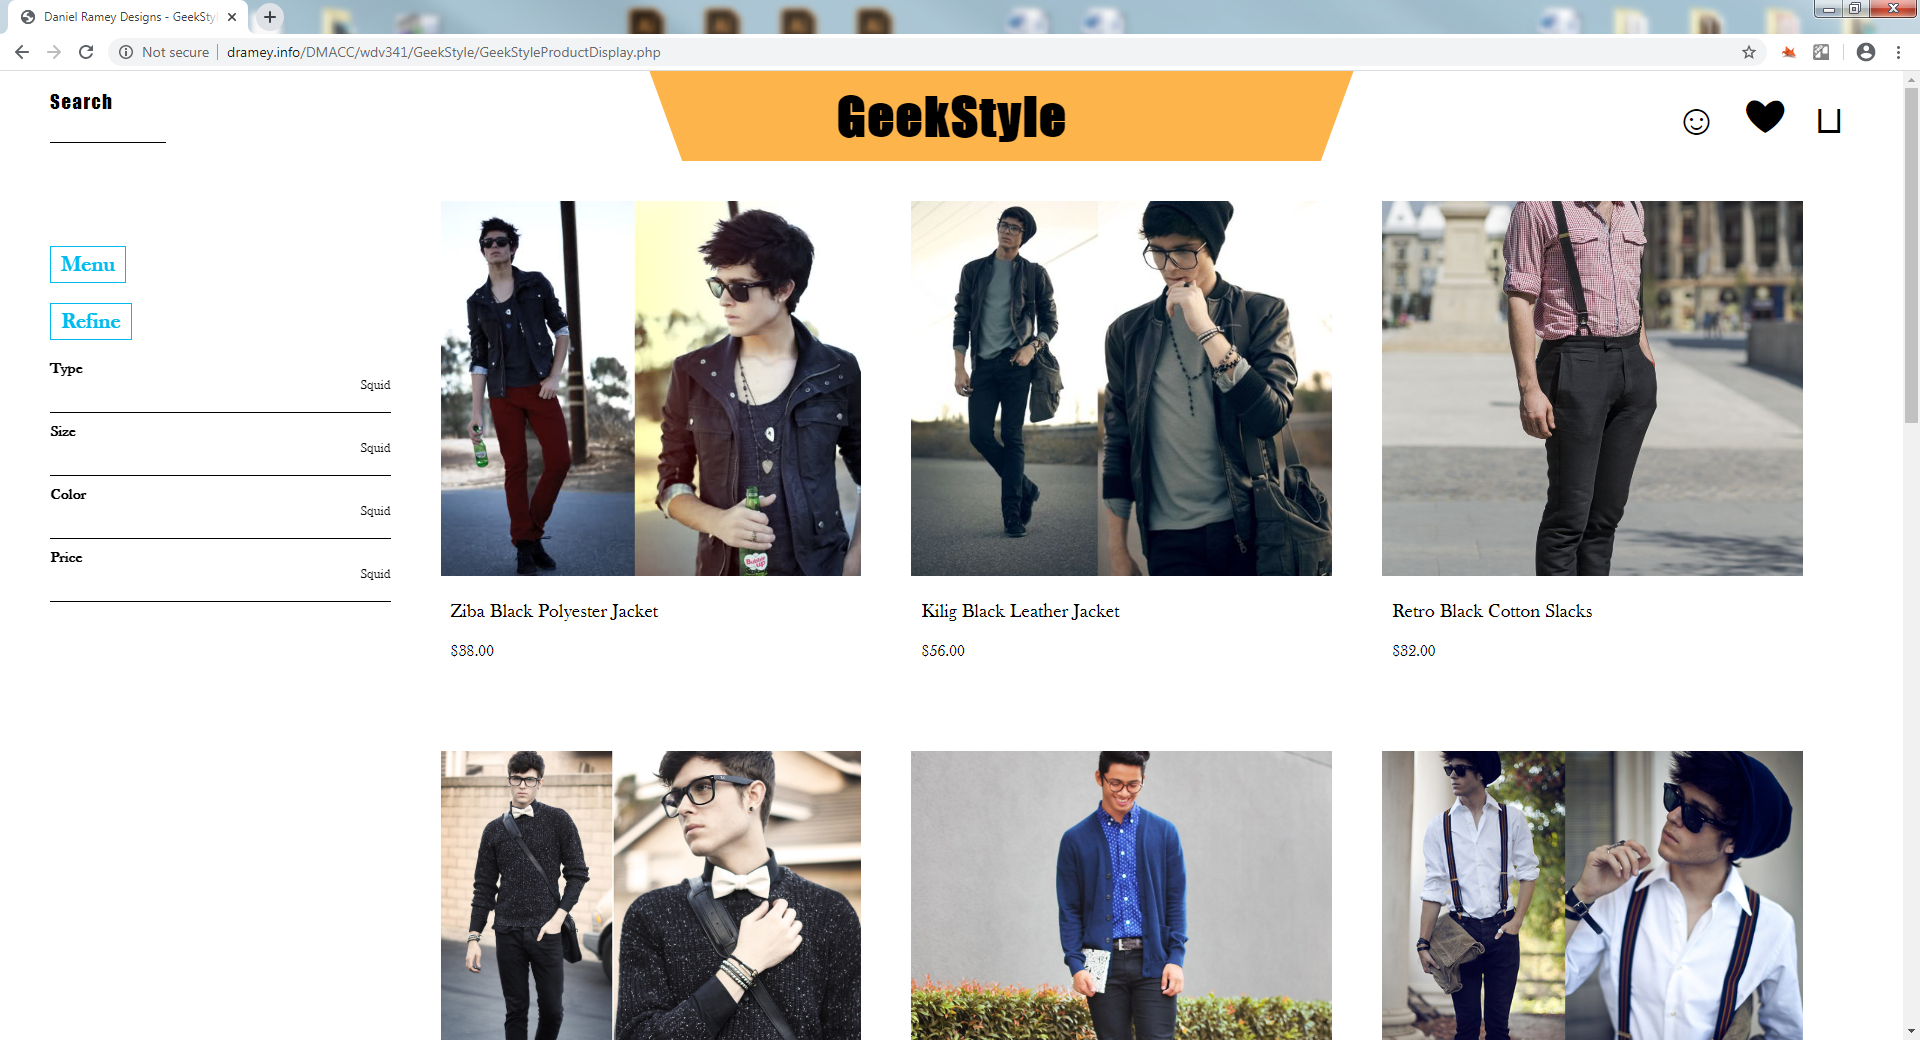 Daniel Ramey Designs - GeekSty
Not secure
dramey.info/DMACC/wdv341/GeekStyle/GeekStyleProductDisplay.php
Search
GeekStyle
Menu
Refine
Type
Squid
Size
Squid
Color
Squid
Price
Squid
Ziba Black Polyester Jacket
$38.00
Kilig Black Leather Jacket
$56.00
Retro Black Cotton Slacks
$32.00